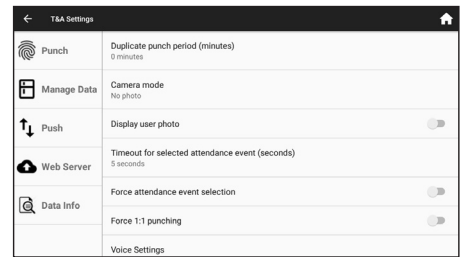 T&A Settings
Punch
Manage Data
Push
Web Server
Data Info
Duplicate punch period (minutes)
0 minutes
Camera mode
No photo
Display user photo
Timeout for selected attendance event (seconds)
5 seconds
Force attendance event selection
Force 1:1 punching
Voice Settings